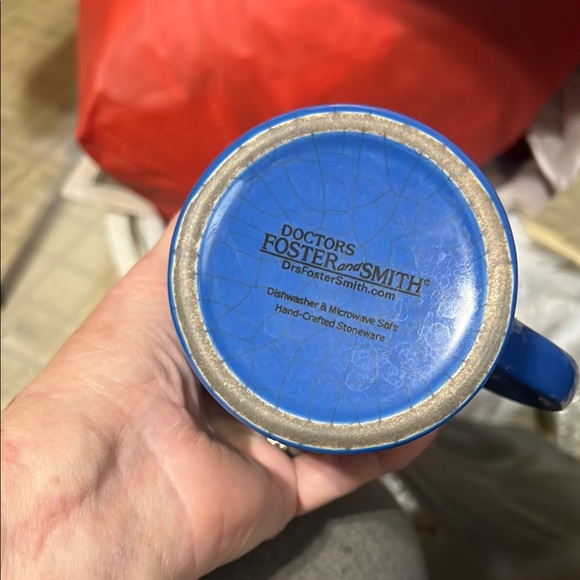 DOCTORS
FOSTER and SMITH®
DrsFosterSmith.com
Dishwasher & Microwave Safe
Hand-Crafted Stoneware